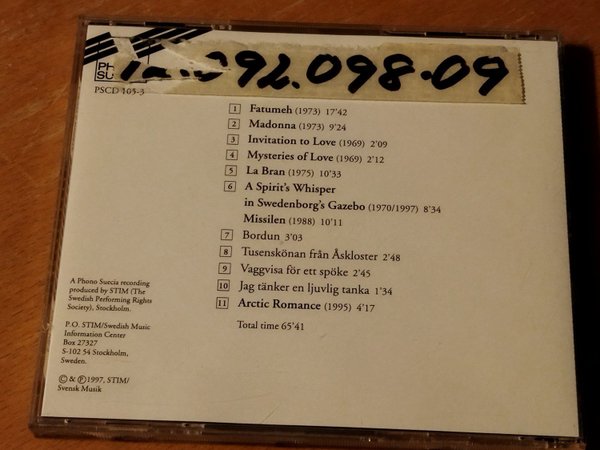 PH
SU
.092.098-09
PSCD 105-3
1 Fatumeh (1973) 17'42
2 Madonna (1973) 9'24
3 Invitation to Love (1969) 2'09
4 Mysteries of Love (1969) 2'12
5 La Bran (1975) 10'33
6 A Spirit's Whisper
in Swedenborg's Gazebo (1970/1997) 8'34
Missilen (1988) 10'11
7 Bordun 3'03
8 Tusenskönan från Åskloster 2'48
9 Vaggvisa för ett spöke 2'45
10 Jag tänker en ljuvlig tanka 1'34
11 Arctic Romance (1995) 4'17
Total time 65'41
A Phono Suecia recording
produced by STIM (The
Swedish Performing Rights
Society), Stockholm.
P.O. STIM/Swedish Music
Information Center
Box 27327
S-102 54 Stockholm,
Sweden.
© & ℗ 1997, STIM/
Svensk Musik